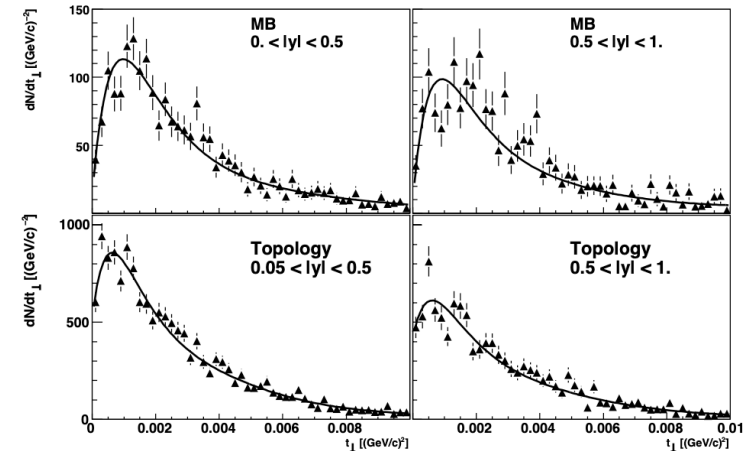 dN/dt⊥ [(GeV/c)⁻²]
150
100
50
MB
0. < |y| < 0.5
MB
0.5 < |y| < 1.
dN/dt⊥ [(GeV/c)⁻²]
1000
500
0
Topology
0.05 < |y| < 0.5
Topology
0.5 < |y| < 1.
0 0.002 0.004 0.006 0.008
0.002 0.004 0.006 0.008 0.01
t⊥ [(GeV/c)²]
t⊥ [(GeV/c)²]